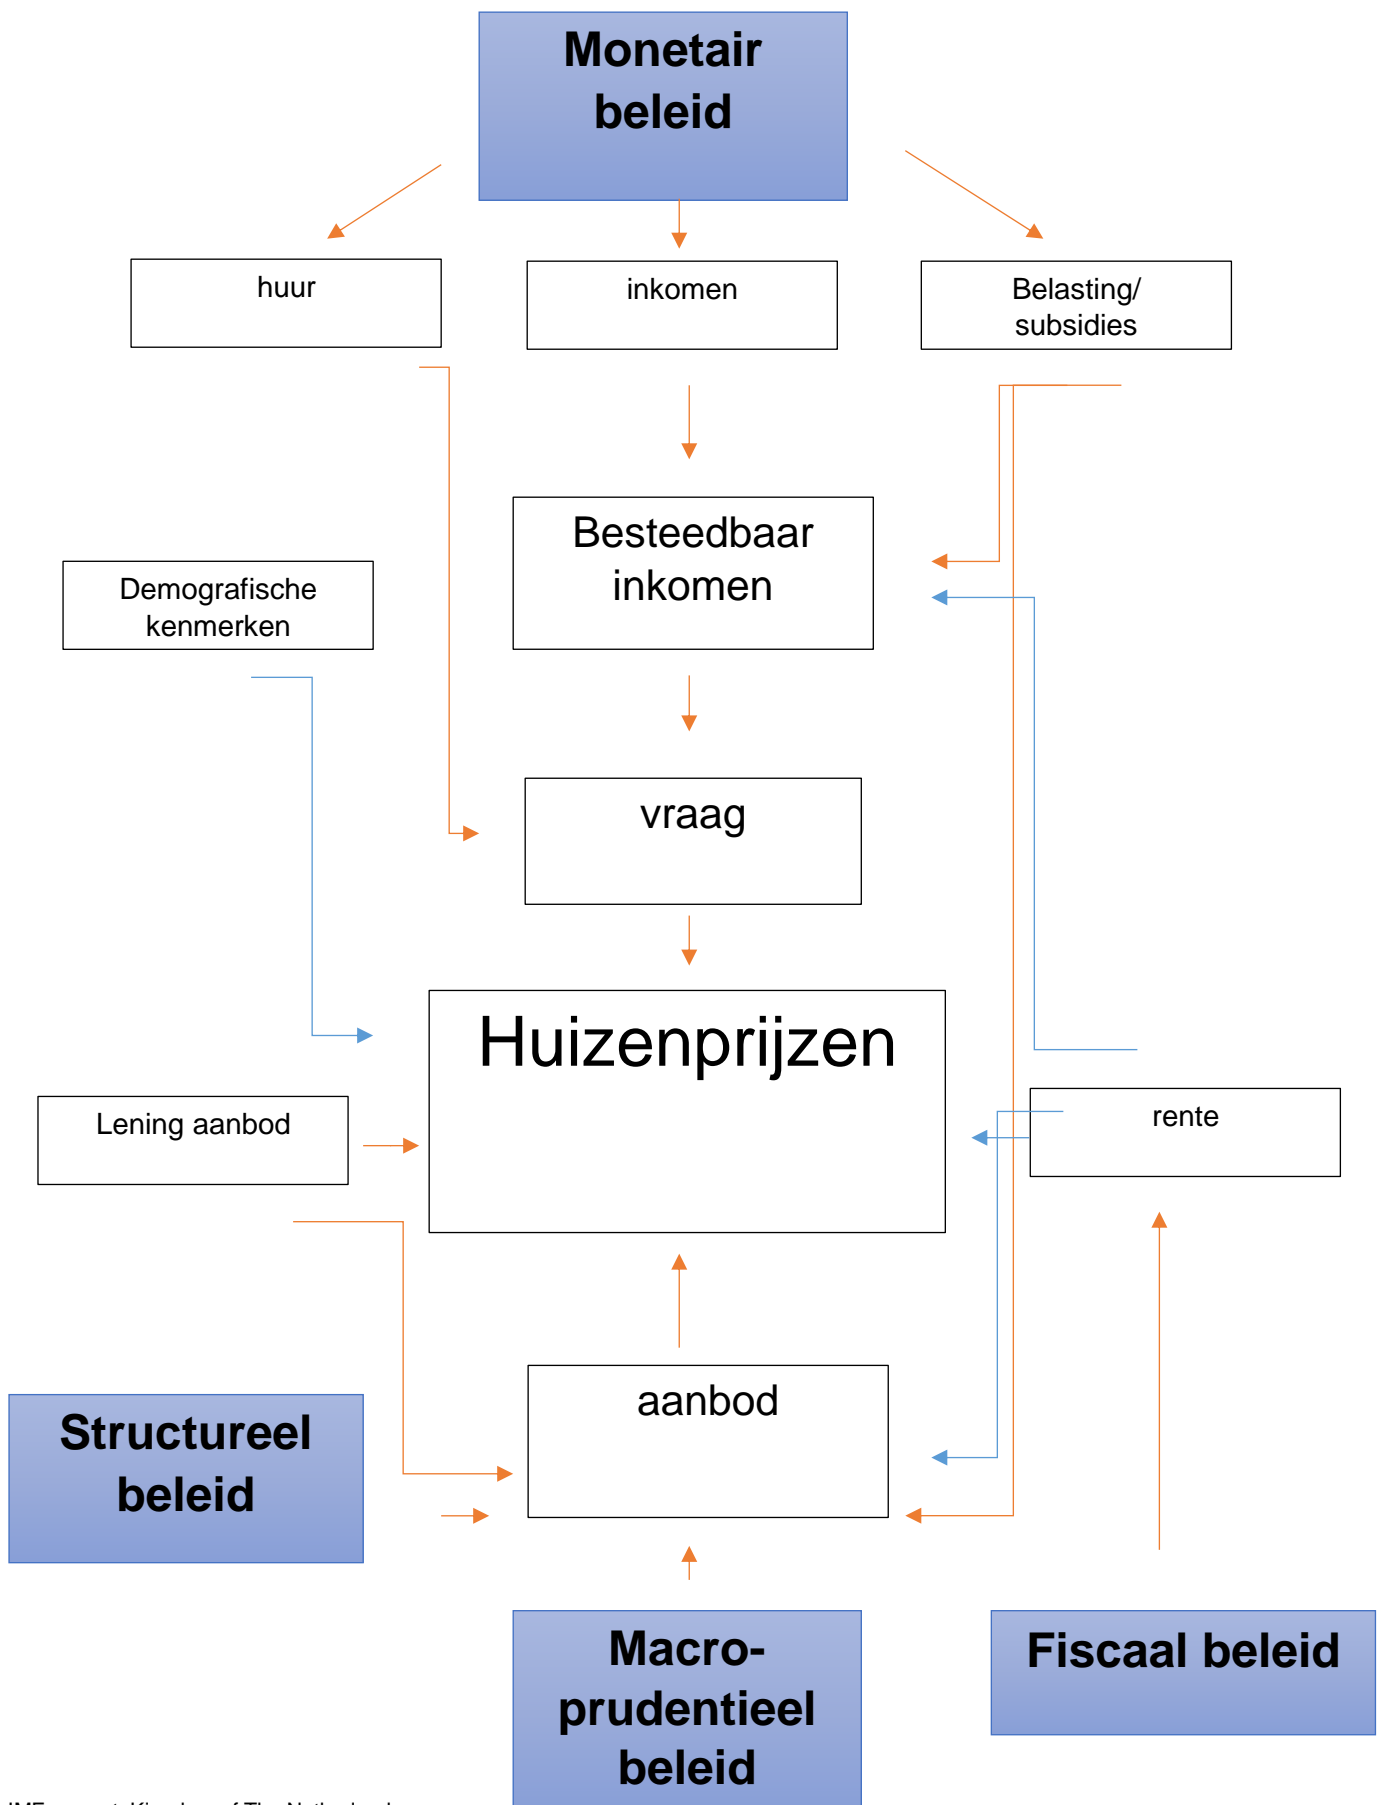 Monetair
beleid
huur
inkomen
Belasting/
subsidies
Besteedbaar
inkomen
Demografische
kenmerken
vraag
Huizenprijzen
Lening aanbod
rente
aanbod
Structureel
beleid
Macro-
prudentieel
beleid
Fiscaal beleid